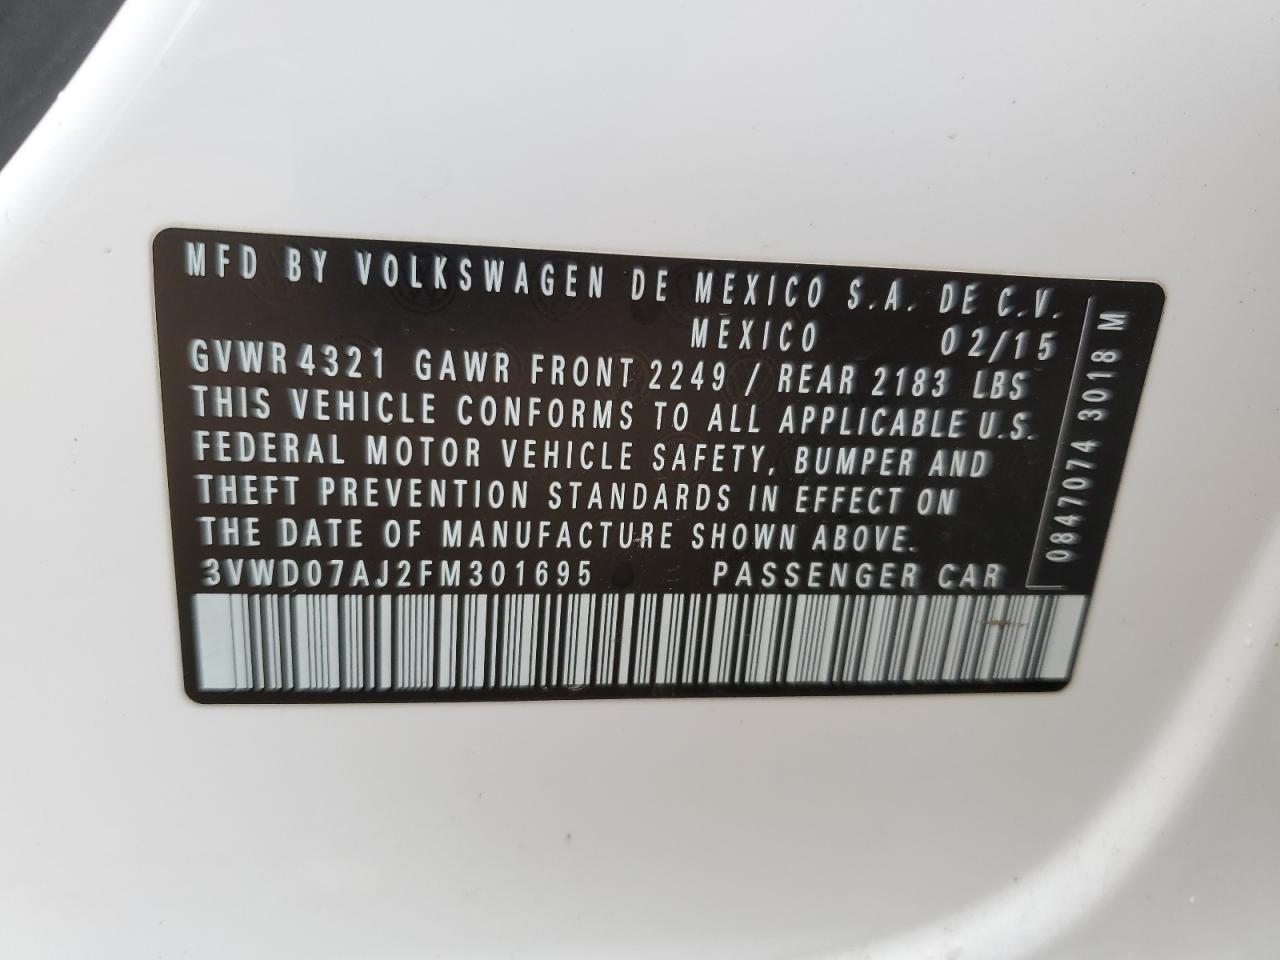 MFD BY VOLKSWAGEN DE MEXICO S.A. DE C.V.
MEXICO 02/15
GVWR 4321 GAWR FRONT 2249 / REAR 2183 LBS
THIS VEHICLE CONFORMS TO ALL APPLICABLE U.S.
FEDERAL MOTOR VEHICLE SAFETY, BUMPER AND
THEFT PREVENTION STANDARDS IN EFFECT ON
THE DATE OF MANUFACTURE SHOWN ABOVE.
3VWD07AJ2FM301695 PASSENGER CAR
0847074 3018 M